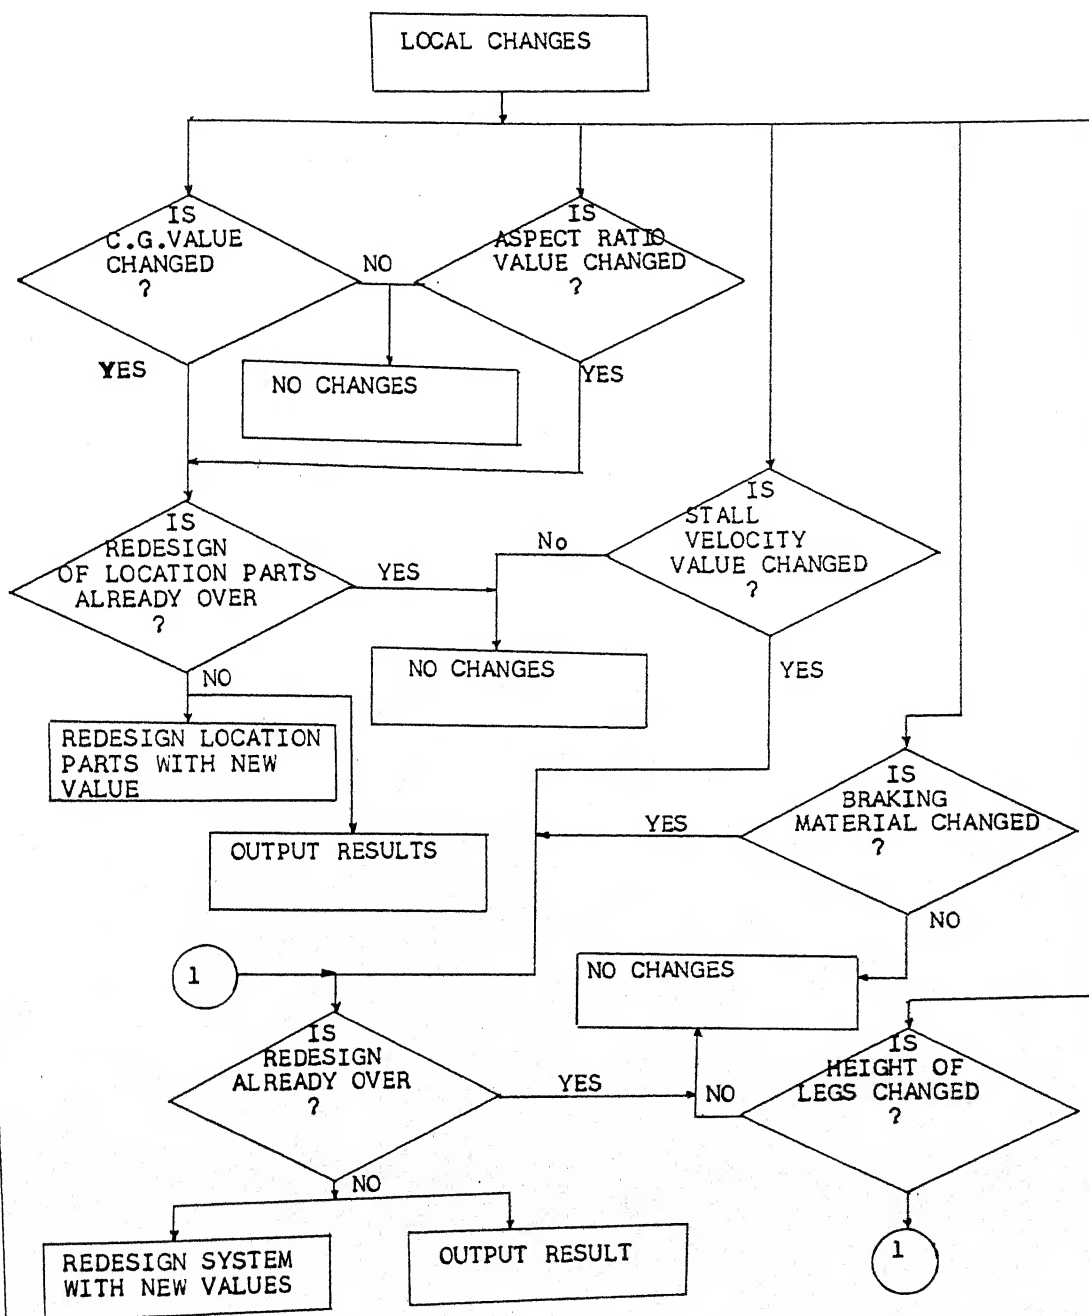 LOCAL CHANGES
IS
C.G.VALUE
CHANGED
?
NO
IS
ASPECT RATIO
VALUE CHANGED
?
YES
NO CHANGES
YES
IS
REDESIGN
OF LOCATION PARTS
ALREADY OVER
?
YES
No
IS
STALL
VELOCITY
VALUE CHANGED
?
NO CHANGES
YES
NO
REDESIGN LOCATION
PARTS WITH NEW
VALUE
OUTPUT RESULTS
YES
IS
BRAKING
MATERIAL CHANGED
?
NO
1
NO CHANGES
IS
REDESIGN
ALREADY OVER
?
YES
NO
IS
HEIGHT OF
LEGS CHANGED
?
NO
REDESIGN SYSTEM
WITH NEW VALUES
OUTPUT RESULT
1